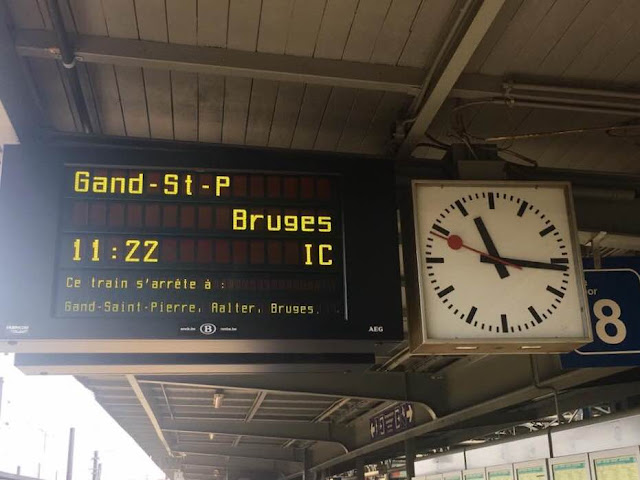 Gand-St-P
Bruges
11:22 IC
Ce train s'arrête à :
Gand-Saint-Pierre, Aalter, Bruges.
B
AEG
8